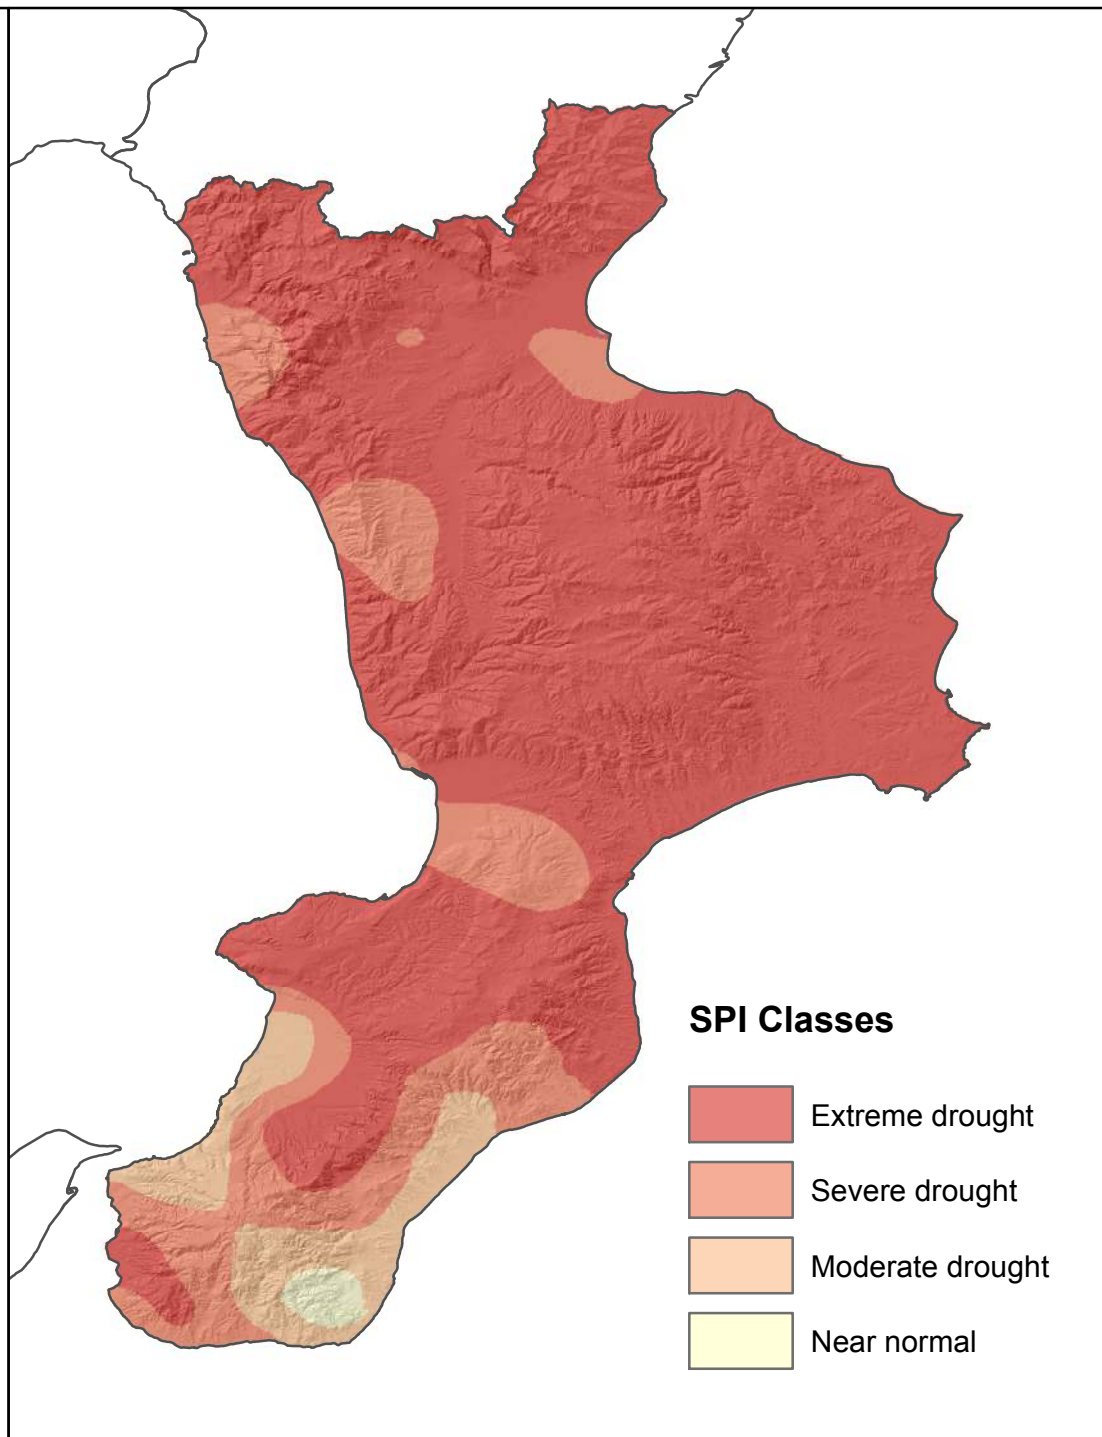 SPI Classes
Extreme drought
Severe drought
Moderate drought
Near normal